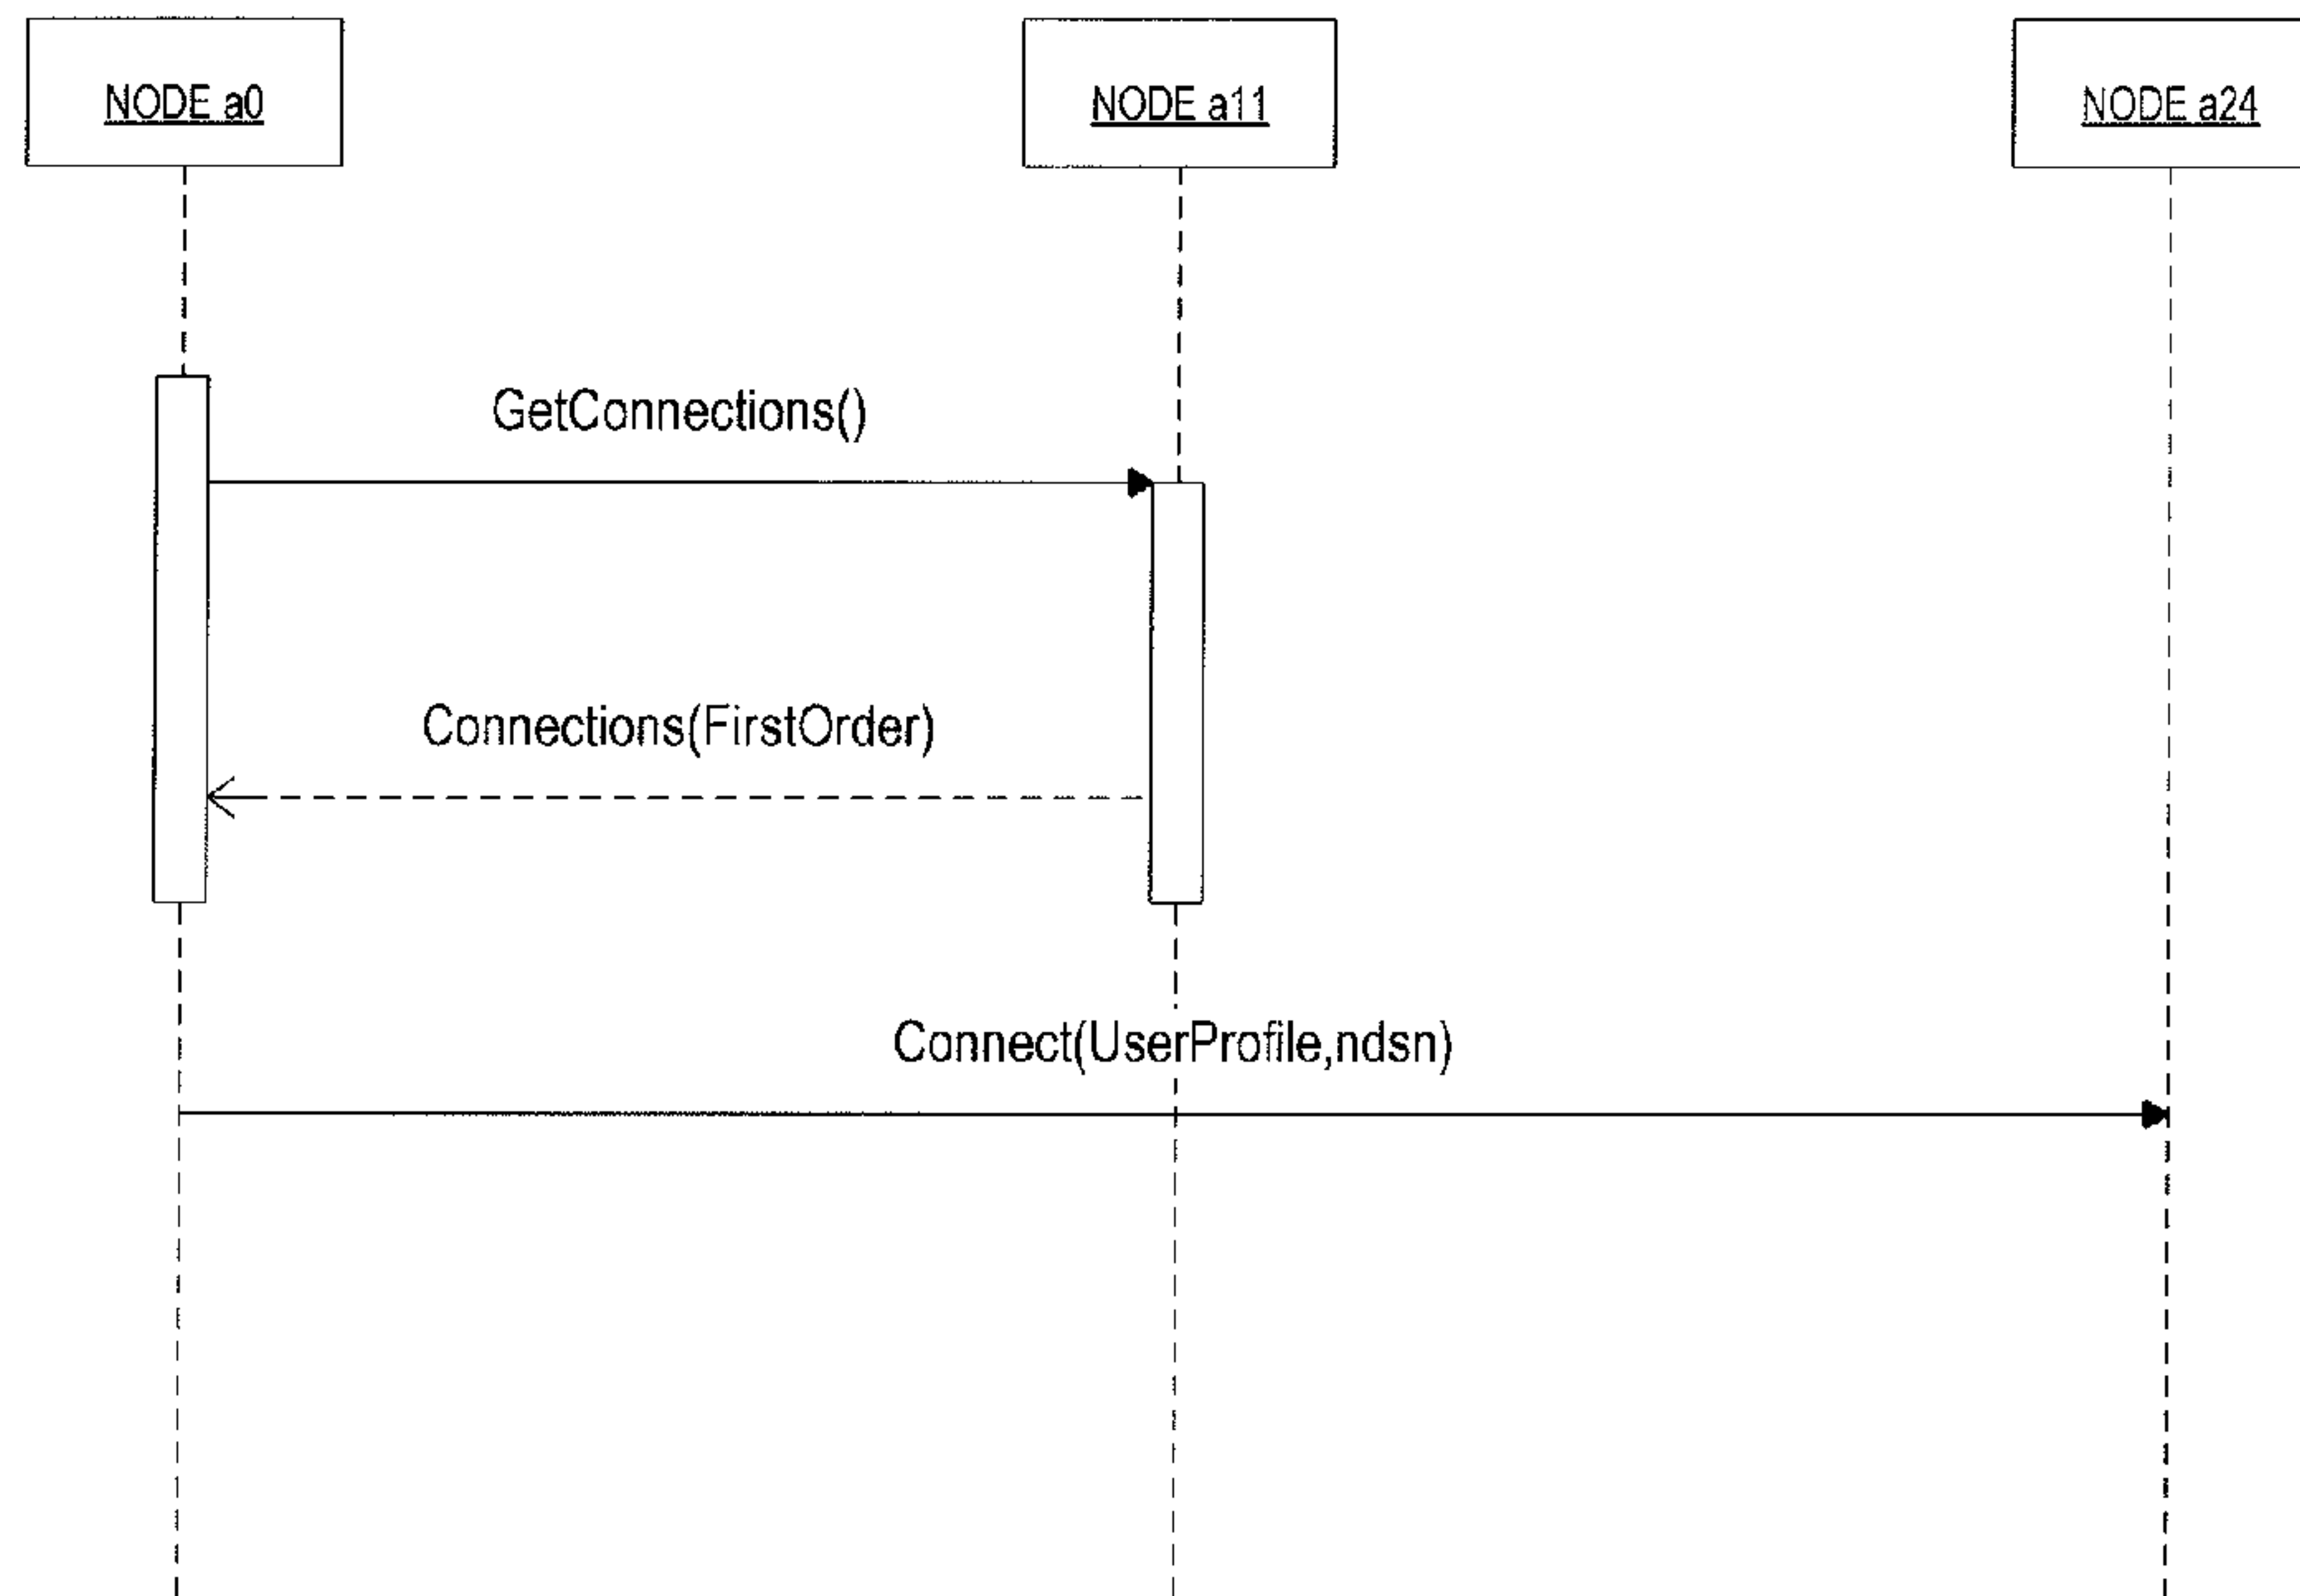 NODE a0
NODE a11
NODE a24
GetConnections()
Connections(FirstOrder)
Connect(UserProfile,ndsn)